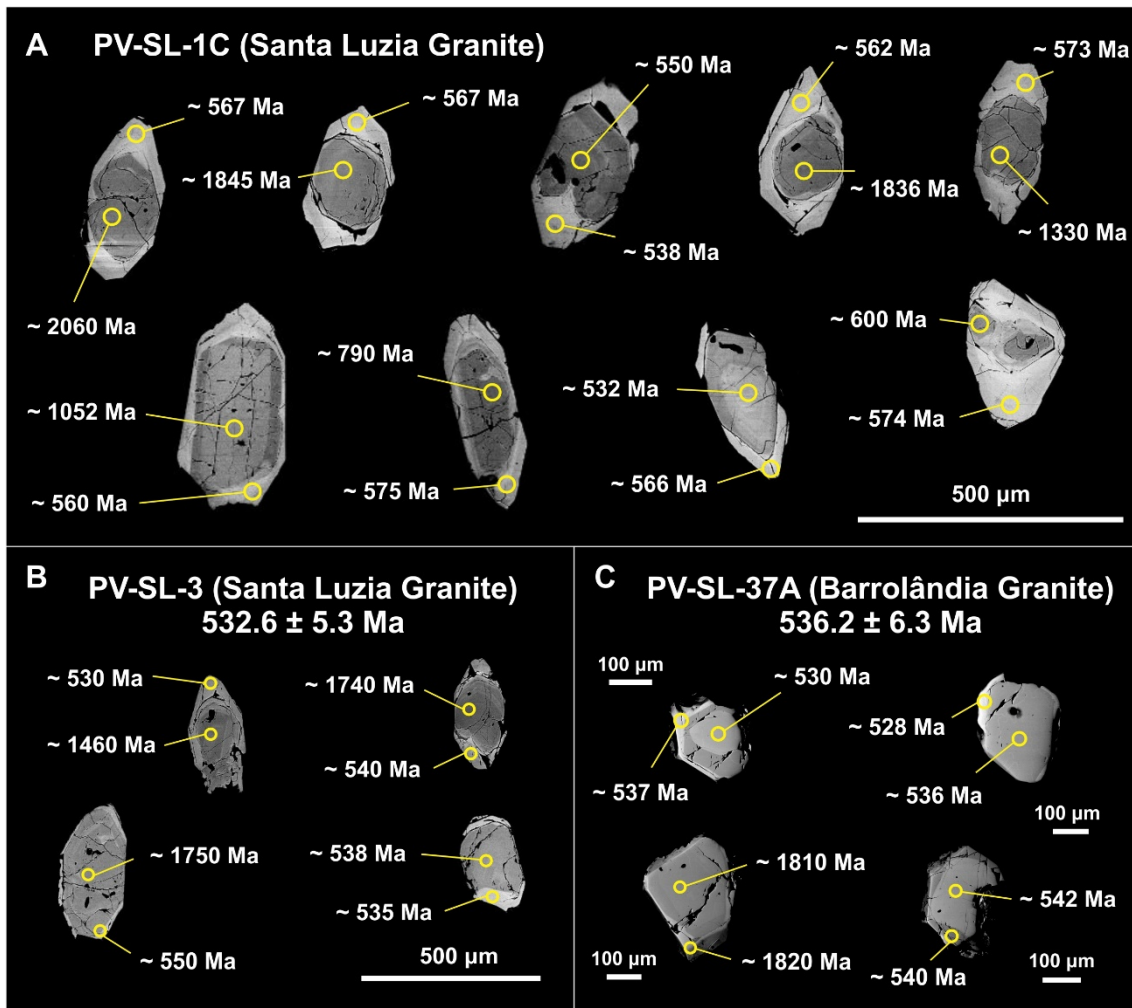 A PV-SL-1C (Santa Luzia Granite)
~ 567 Ma
~ 567 Ma
~ 550 Ma
~ 562 Ma
~ 573 Ma
~ 1845 Ma
~ 1836 Ma
~ 538 Ma
~ 1330 Ma
~ 2060 Ma
~ 790 Ma
~ 600 Ma
~ 532 Ma
~ 1052 Ma
~ 574 Ma
~ 575 Ma
~ 566 Ma
~ 560 Ma
500 µm
B PV-SL-3 (Santa Luzia Granite)
532.6 ± 5.3 Ma
~ 530 Ma
~ 1740 Ma
~ 1460 Ma
~ 540 Ma
~ 1750 Ma
~ 538 Ma
~ 535 Ma
~ 550 Ma
500 µm
C PV-SL-37A (Barrolândia Granite)
536.2 ± 6.3 Ma
100 µm
~ 530 Ma
~ 528 Ma
~ 537 Ma
~ 536 Ma
100 µm
~ 1810 Ma
~ 542 Ma
~ 1820 Ma
~ 540 Ma
100 µm
100 µm